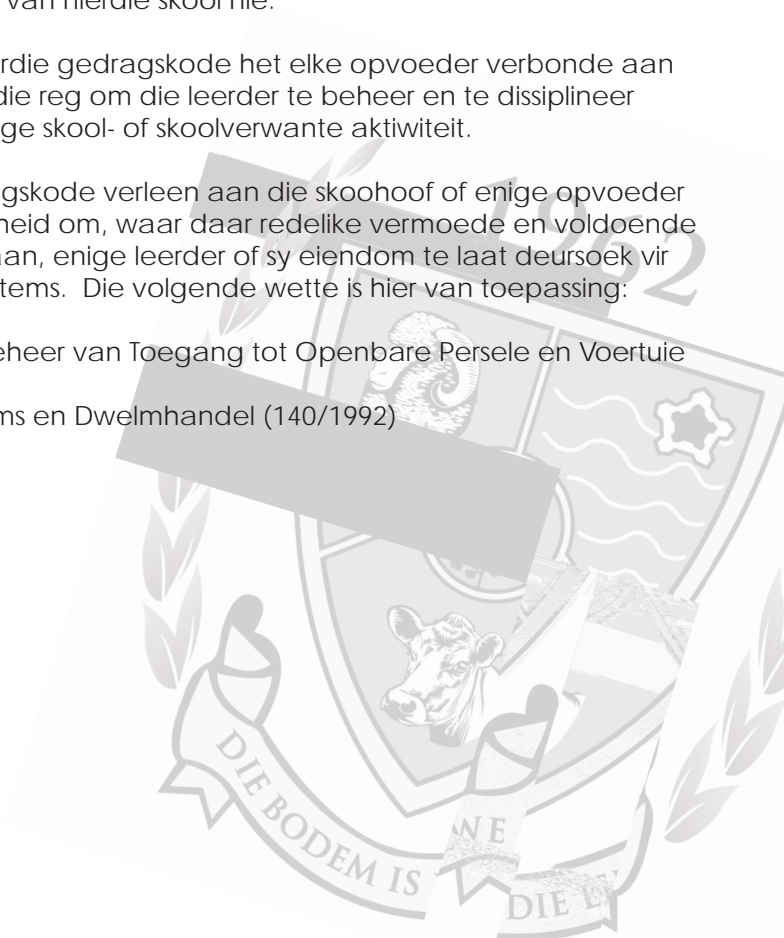 van hierdie skool nie.
rdie gedragskode het elke opvoeder verbonde aan
die reg om die leerder te beheer en te dissiplineer
ge skool- of skoolverwante aktiwiteit.
gskode verleen aan die skoohoof of enige opvoeder
heid om, waar daar redelike vermoede en voldoende
aan, enige leerder of sy eiendom te laat deursoek vir
tems. Die volgende wette is hier van toepassing:
eheer van Toegang tot Openbare Persele en Voertuie
ms en Dwelmhandel (140/1992)
1962
DIE BODEM IS
DIE